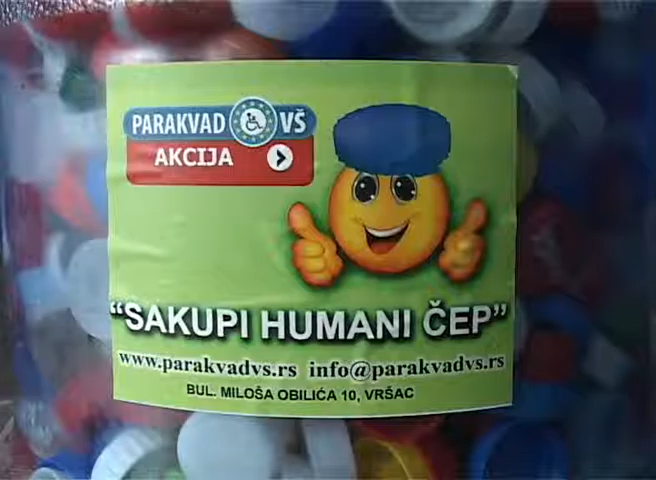 PARAKVAD VŠ
AKCIJA
“SAKUPI HUMANI ČEP”
www.parakvadvs.rs info@parakvadvs.rs
BUL. MILOŠA OBILIĆA 10, VRŠAC